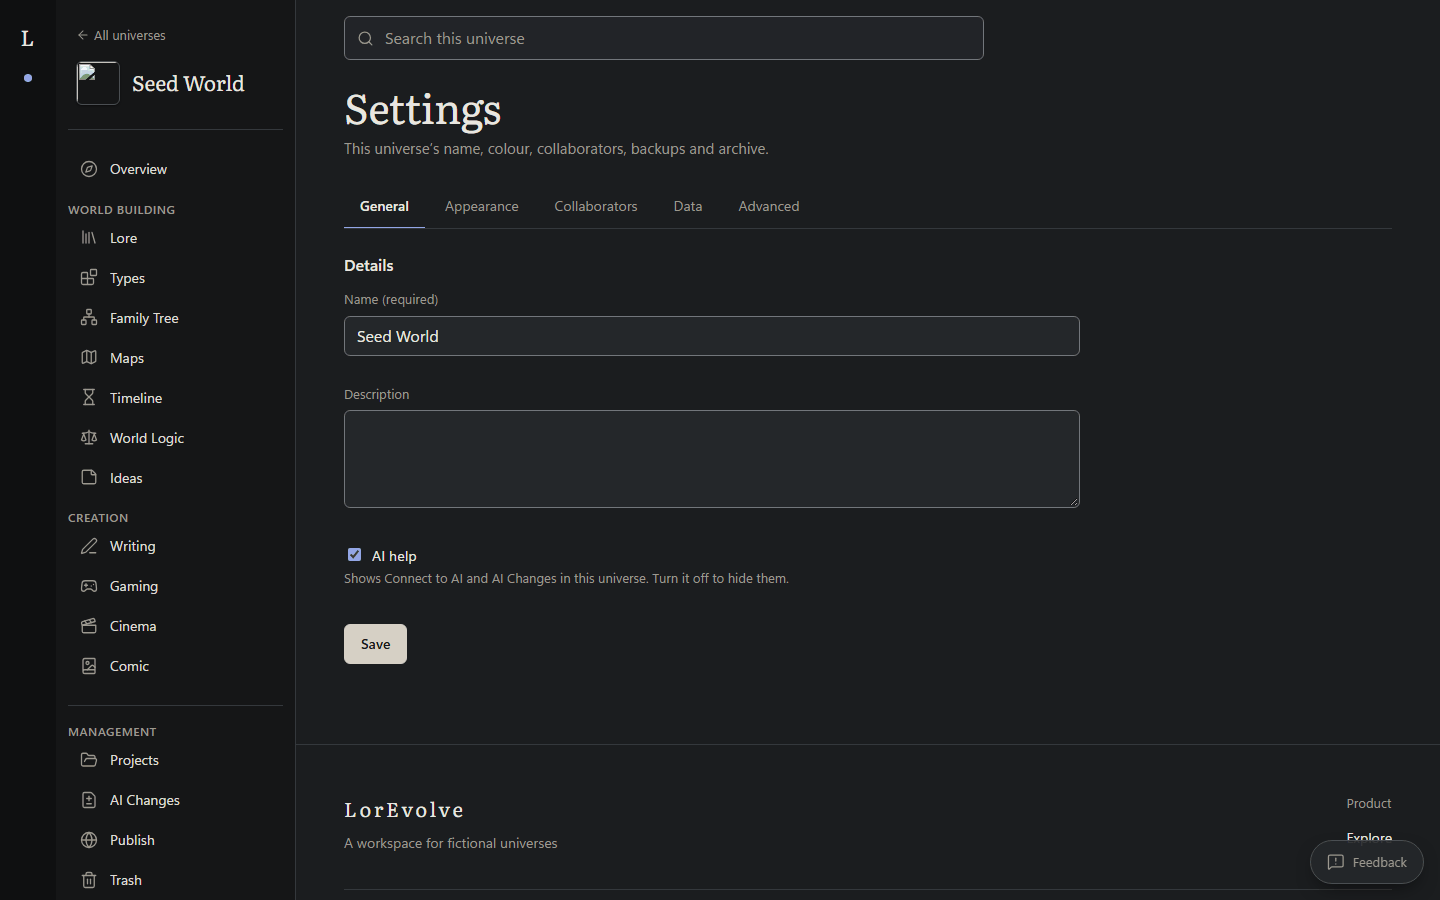 L
All universes
Seed World
Overview
WORLD BUILDING
Lore
Types
Family Tree
Maps
Timeline
World Logic
Ideas
CREATION
Writing
Gaming
Cinema
Comic
MANAGEMENT
Projects
AI Changes
Publish
Trash
Search this universe
Settings
This universe's name, colour, collaborators, backups and archive.
General Appearance Collaborators Data Advanced
Details
Name (required)
Seed World
Description
AI help
Shows Connect to AI and AI Changes in this universe. Turn it off to hide them.
Save
LorEvolve
A workspace for fictional universes
Product
Explore
Feedback